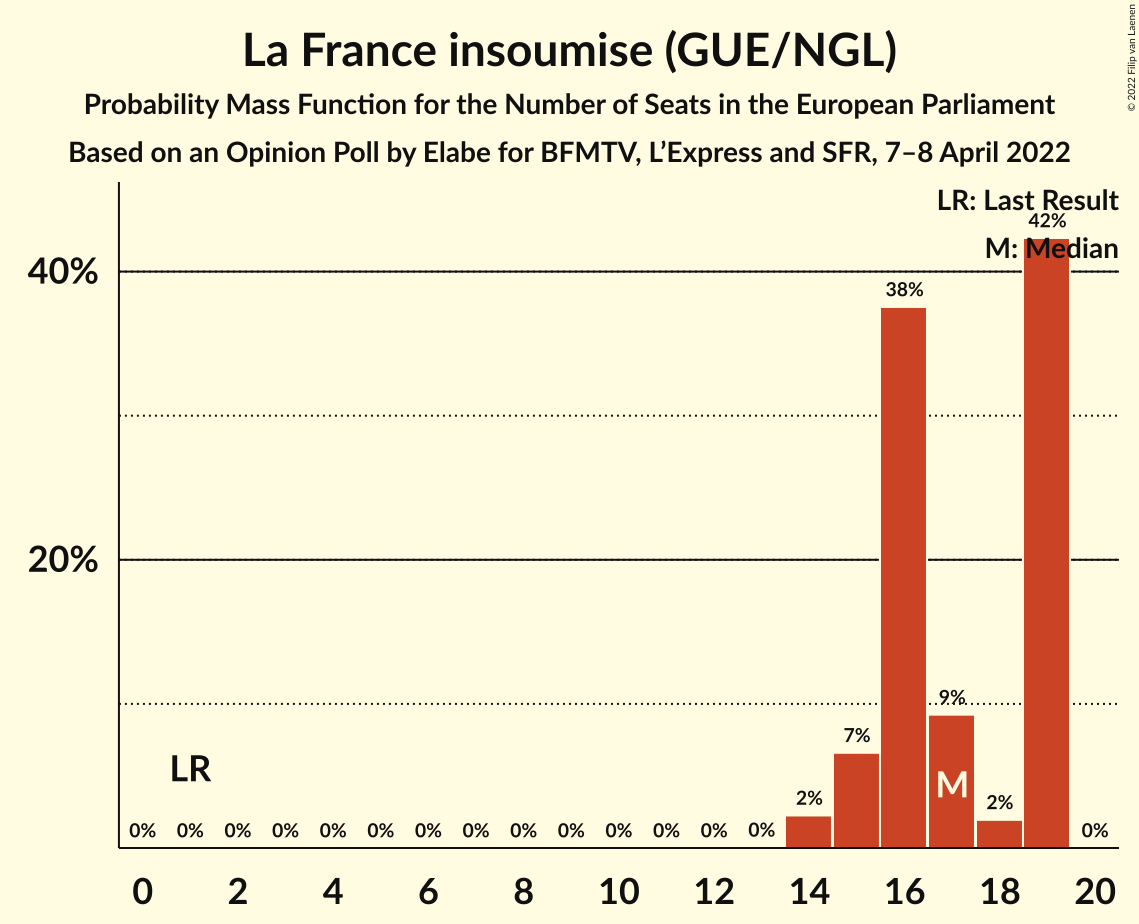 La France insoumise (GUE/NGL)
Probability Mass Function for the Number of Seats in the European Parliament
Based on an Opinion Poll by Elabe for BFMTV, L’Express and SFR, 7–8 April 2022
© 2022 Filip van Laenen
LR: Last Result
42%
M: Median
40%
38%
20%
9%
7%
LR
M
2% 2%
0% 0% 0% 0% 0% 0% 0% 0% 0% 0% 0% 0% 0% 0% 0%
0 2 4 6 8 10 12 14 16 18 20